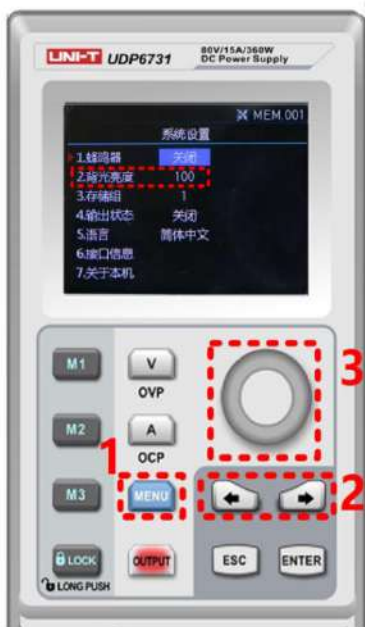 UNI-T UDP6731 80V/15A/360W
DC Power Supply
MEM.001
系统设置
1.蜂鸣器 关闭
2.背光亮度 100
3.存储组 1
4.输出状态 关闭
5.语言 简体中文
6.接口信息
7.关于本机
M1 V
OVP
3
M2 A
OCP
1
M3 MENU
2
LOCK OUTPUT ESC ENTER
LONG PUSH